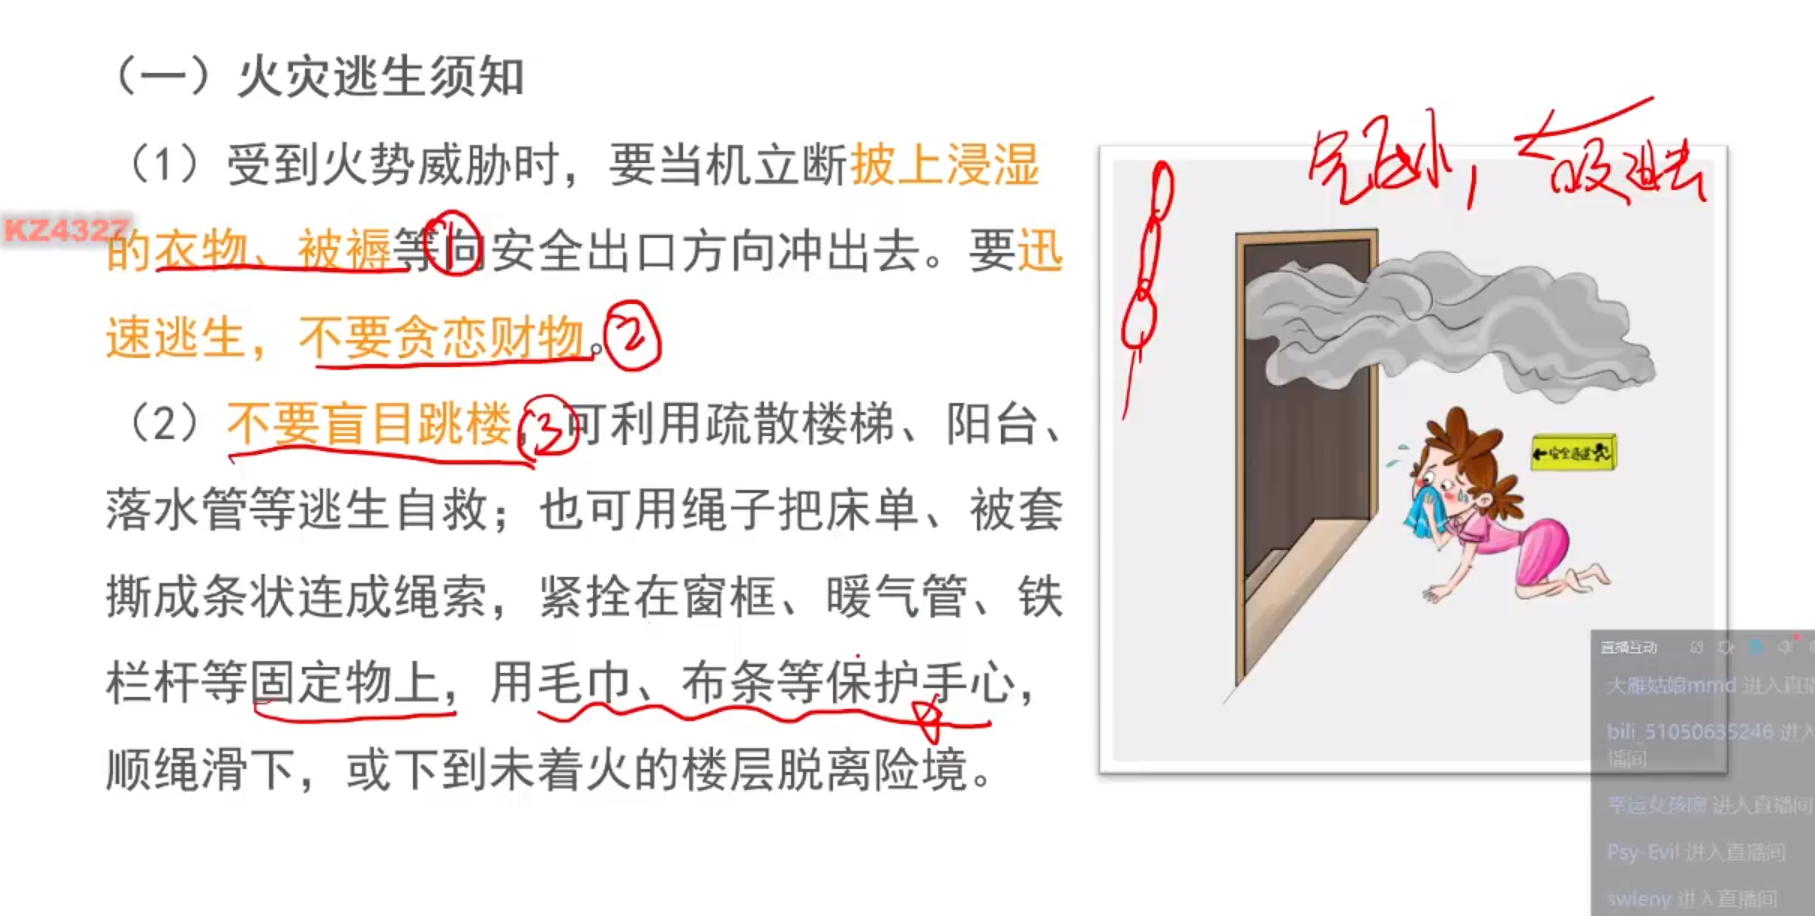 （一）火灾逃生须知
（1）受到火势威胁时，要当机立断披上浸湿
KZ4327
的衣物、被褥等向安全出口方向冲出去。要迅
①
速逃生，不要贪恋财物。②
（2）不要盲目跳楼，可利用疏散楼梯、阳台、
③
落水管等逃生自救；也可用绳子把床单、被套
撕成条状连成绳索，紧拴在窗框、暖气管、铁
栏杆等固定物上，用毛巾、布条等保护手心，
顺绳滑下，或下到未着火的楼层脱离险境。
安全通道
直播互动
大雁姑娘mmd 进入直播
bili_51050635246 进入
播间
幸运女孩噢 进入直播间
Psy-Evil 进入直播间
swleny 进入直播间